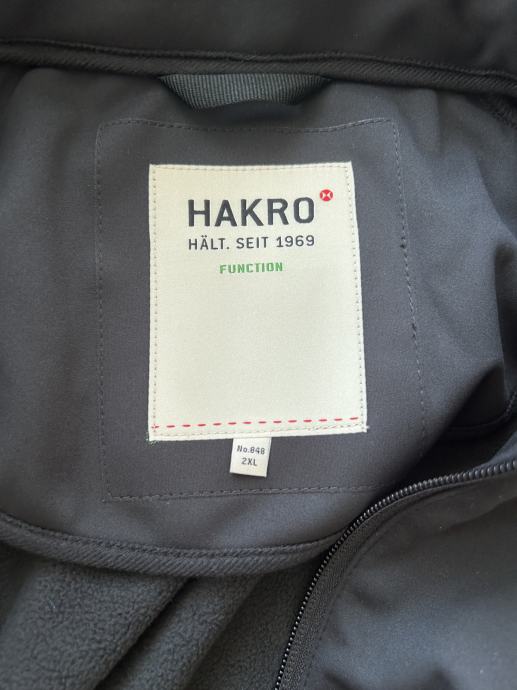 HAKRO
HÄLT. SEIT 1969
FUNCTION
No.848
2XL